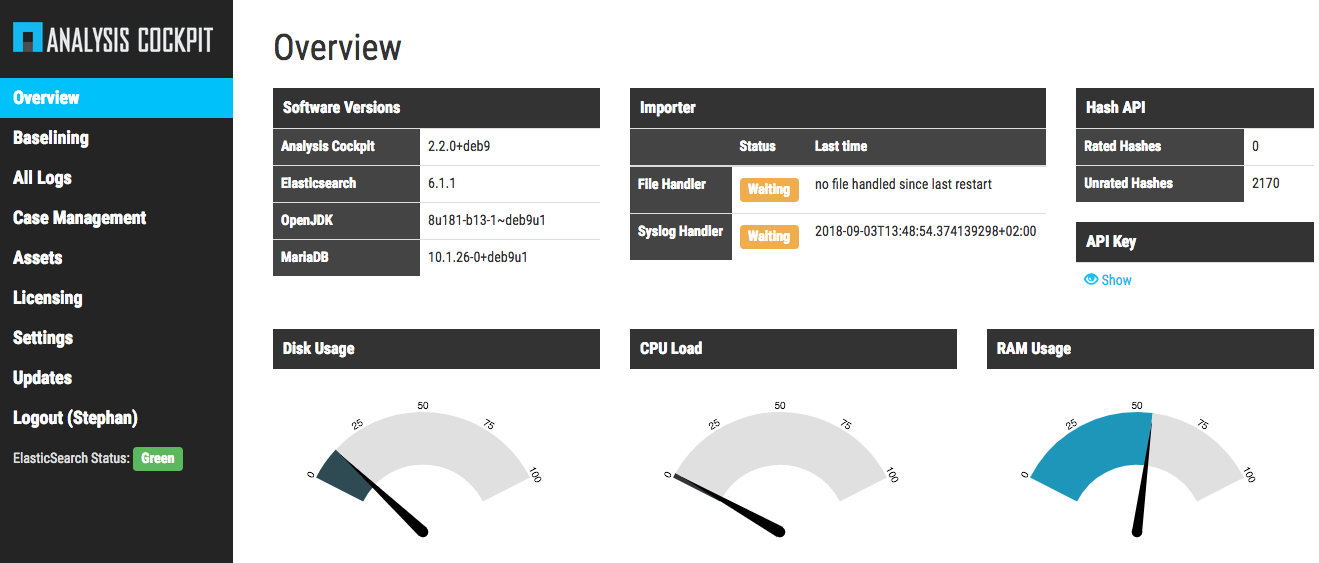 ANALYSIS COCKPIT
Overview
Baselining
All Logs
Case Management
Assets
Licensing
Settings
Updates
Logout (Stephan)
ElasticSearch Status: Green
Overview
Software Versions
Analysis Cockpit 2.2.0+deb9
Elasticsearch 6.1.1
OpenJDK 8u181-b13-1~deb9u1
MariaDB 10.1.26-0+deb9u1
Importer
Status Last time
File Handler Waiting no file handled since last restart
Syslog Handler Waiting 2018-09-03T13:48:54.374139298+02:00
Hash API
Rated Hashes 0
Unrated Hashes 2170
API Key
Show
Disk Usage
0 25 50 75 100
CPU Load
0 25 50 75 100
RAM Usage
0 25 50 75 100